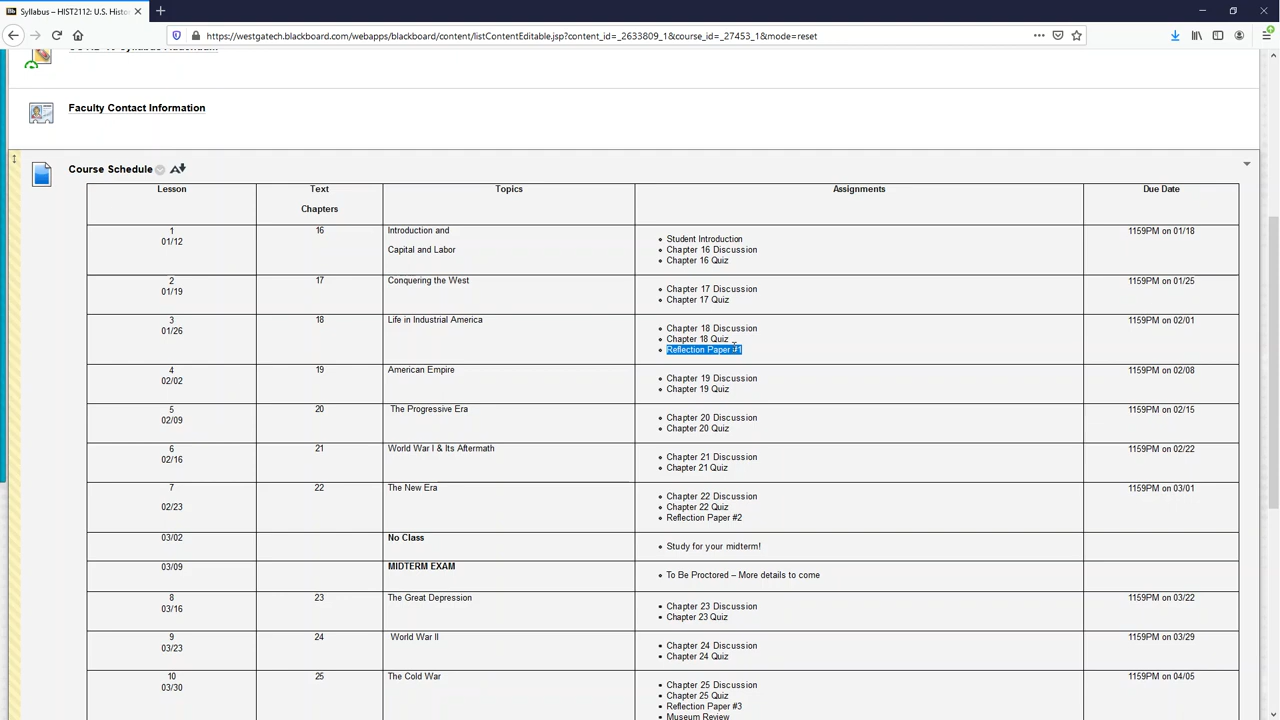 Syllabus – HIST2112: U.S. Histo
https://westgatech.blackboard.com/webapps/blackboard/content/listContentEditable.jsp?content_id=_2633809_1&course_id=_27453_1&mode=reset
Faculty Contact Information
Course Schedule
Lesson Text Topics Assignments Due Date
Chapters
1 16 Introduction and 1159PM on 01/18
01/12 Student Introduction
Capital and Labor Chapter 16 Discussion
Chapter 16 Quiz
2 17 Conquering the West 1159PM on 01/25
01/19 Chapter 17 Discussion
Chapter 17 Quiz
3 18 Life in Industrial America 1159PM on 02/01
01/26 Chapter 18 Discussion
Chapter 18 Quiz
Reflection Paper #1
4 19 American Empire 1159PM on 02/08
02/02 Chapter 19 Discussion
Chapter 19 Quiz
5 20 The Progressive Era 1159PM on 02/15
02/09 Chapter 20 Discussion
Chapter 20 Quiz
6 21 World War I & Its Aftermath 1159PM on 02/22
02/16 Chapter 21 Discussion
Chapter 21 Quiz
7 22 The New Era 1159PM on 03/01
Chapter 22 Discussion
02/23 Chapter 22 Quiz
Reflection Paper #2
03/02 No Class
Study for your midterm!
03/09 MIDTERM EXAM
To Be Proctored – More details to come
8 23 The Great Depression 1159PM on 03/22
03/16 Chapter 23 Discussion
Chapter 23 Quiz
9 24 World War II 1159PM on 03/29
03/23 Chapter 24 Discussion
Chapter 24 Quiz
10 25 The Cold War 1159PM on 04/05
03/30 Chapter 25 Discussion
Chapter 25 Quiz
Reflection Paper #3
Museum Review